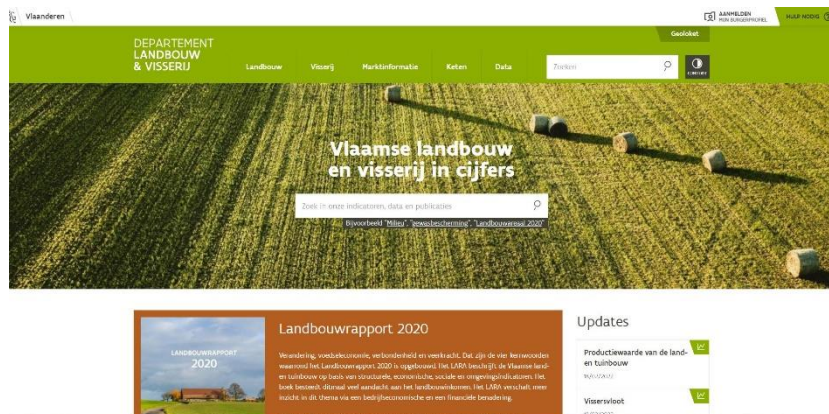 Vlaanderen
AANMELDEN
MIJN BURGERPROFIEL
HULP NODIG
Geoloket
DEPARTEMENT
LANDBOUW
& VISSERIJ
Landbouw Visserij Marktinformatie Keten Data
Zoeken
Vlaamse landbouw
en visserij in cijfers
Zoek in onze indicatoren, data en publicaties
Bijvoorbeeld "Milieu", "gewasbescherming", "Landbouwareaal 2020"
LANDBOUWRAPPORT
2020
Landbouwrapport 2020
Verandering, voedseleconomie, verbondenheid en veerkracht. Dat zijn de vier kernwoorden
waarrond het Landbouwrapport 2020 is opgebouwd. Het LARA beschrijft de Vlaamse land-
en tuinbouw op basis van structurele, economische, sociale en omgevingsindicatoren. Het
boek besteedt ditmaal veel aandacht aan het landbouwinkomen. Het LARA verschaft meer
inzicht in dit thema via een bedrijfseconomische en een financiële benadering.
Updates
Productiewaarde van de land-
en tuinbouw
Vissersvloot